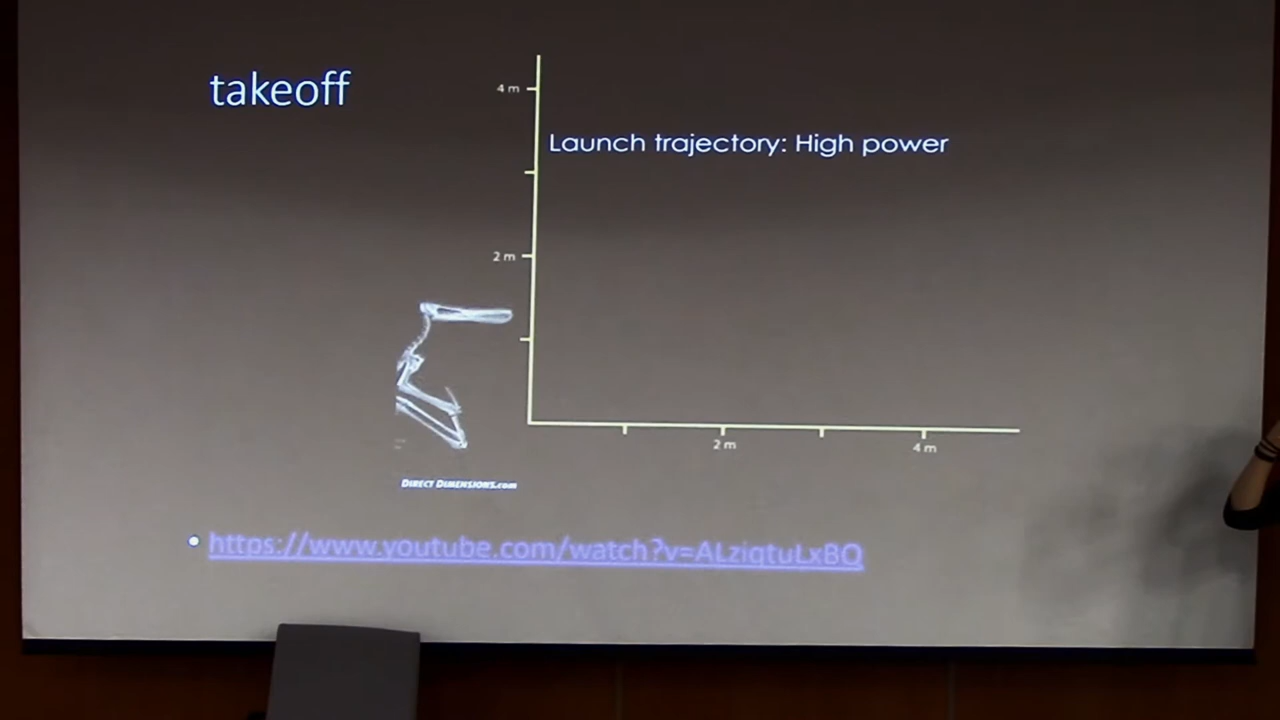 takeoff
4 m
Launch trajectory: High power
2 m
2 m
4 m
DIRECT DIMENSIONS.com
• https://www.youtube.com/watch?v=ALziqtuLxBQ